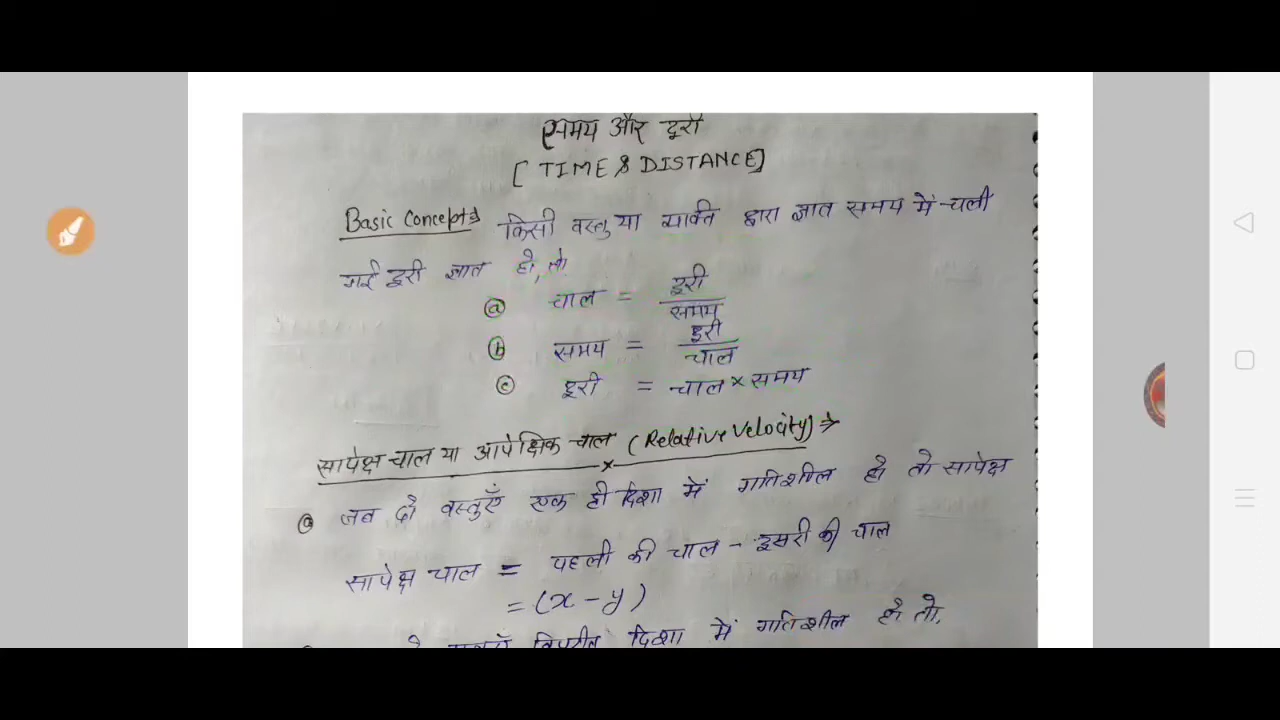 समय और दूरी
[TIME & DISTANCE]
Basic Concept⇒ किसी वस्तु या व्यक्ति द्वारा ज्ञात समय में चली
गई दूरी ज्ञात हो, तो
(a) चाल = दूरी / समय
(b) समय = दूरी / चाल
(c) दूरी = चाल × समय
सापेक्ष चाल या आपेक्षिक चाल (Relative Velocity) ⇒
(a) जब दो वस्तुएँ एक ही दिशा में गतिशील हो तो सापेक्ष
सापेक्ष चाल = पहली की चाल - दूसरी की चाल
= (x - y)
विपरीत दिशा में गतिशील हो तो,